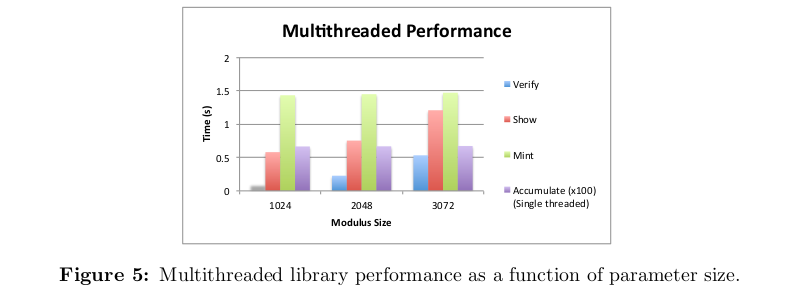 Multithreaded Performance
2
1.5
1
0.5
0
Time (s)
1024 2048 3072
Modulus Size
Verify
Show
Mint
Accumulate (x100)
(Single threaded)
Figure 5: Multithreaded library performance as a function of parameter size.